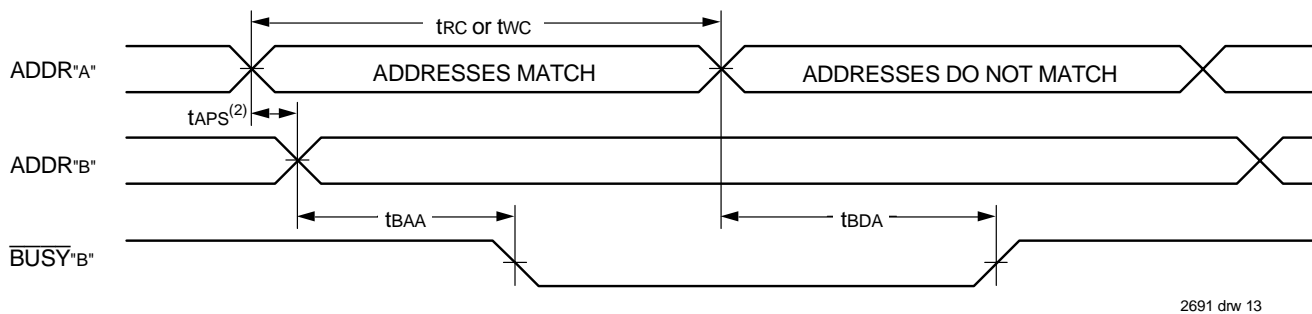 tRC or tWC
ADDR"A"
ADDRESSES MATCH
ADDRESSES DO NOT MATCH
tAPS(2)
ADDR"B"
tBAA
tBDA
BUSY"B"
2691 drw 13